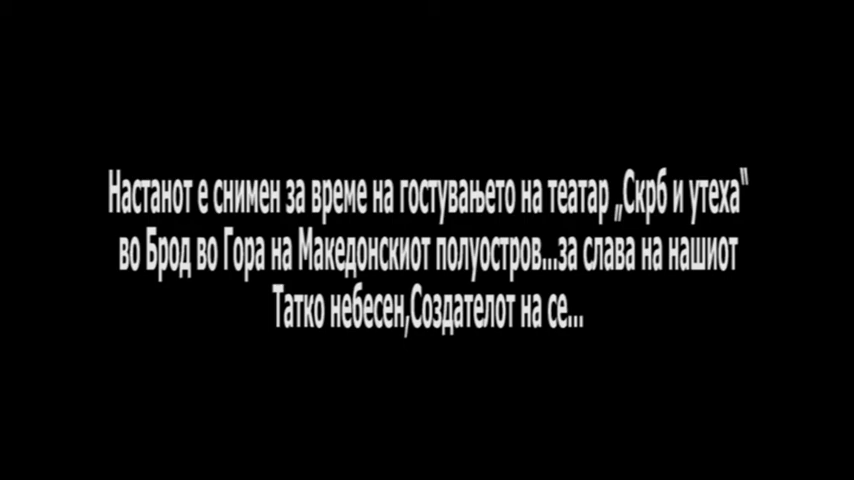 Настанот е снимен за време на гостувањето на театар „Скрб и утеха“
во Брод во Гора на Македонскиот полуостров...за слава на нашиот
Татко небесен,Создателот на се...